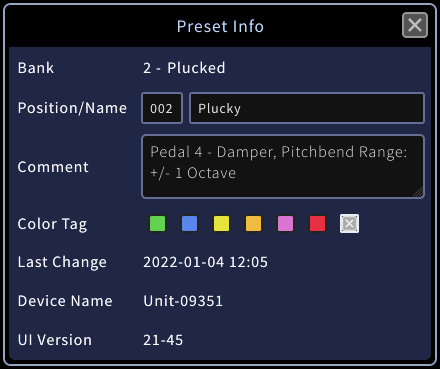 Preset Info
Bank 2 - Plucked
Position/Name 002 Plucky
Comment Pedal 4 - Damper, Pitchbend Range:
+/- 1 Octave
Color Tag
Last Change 2022-01-04 12:05
Device Name Unit-09351
UI Version 21-45